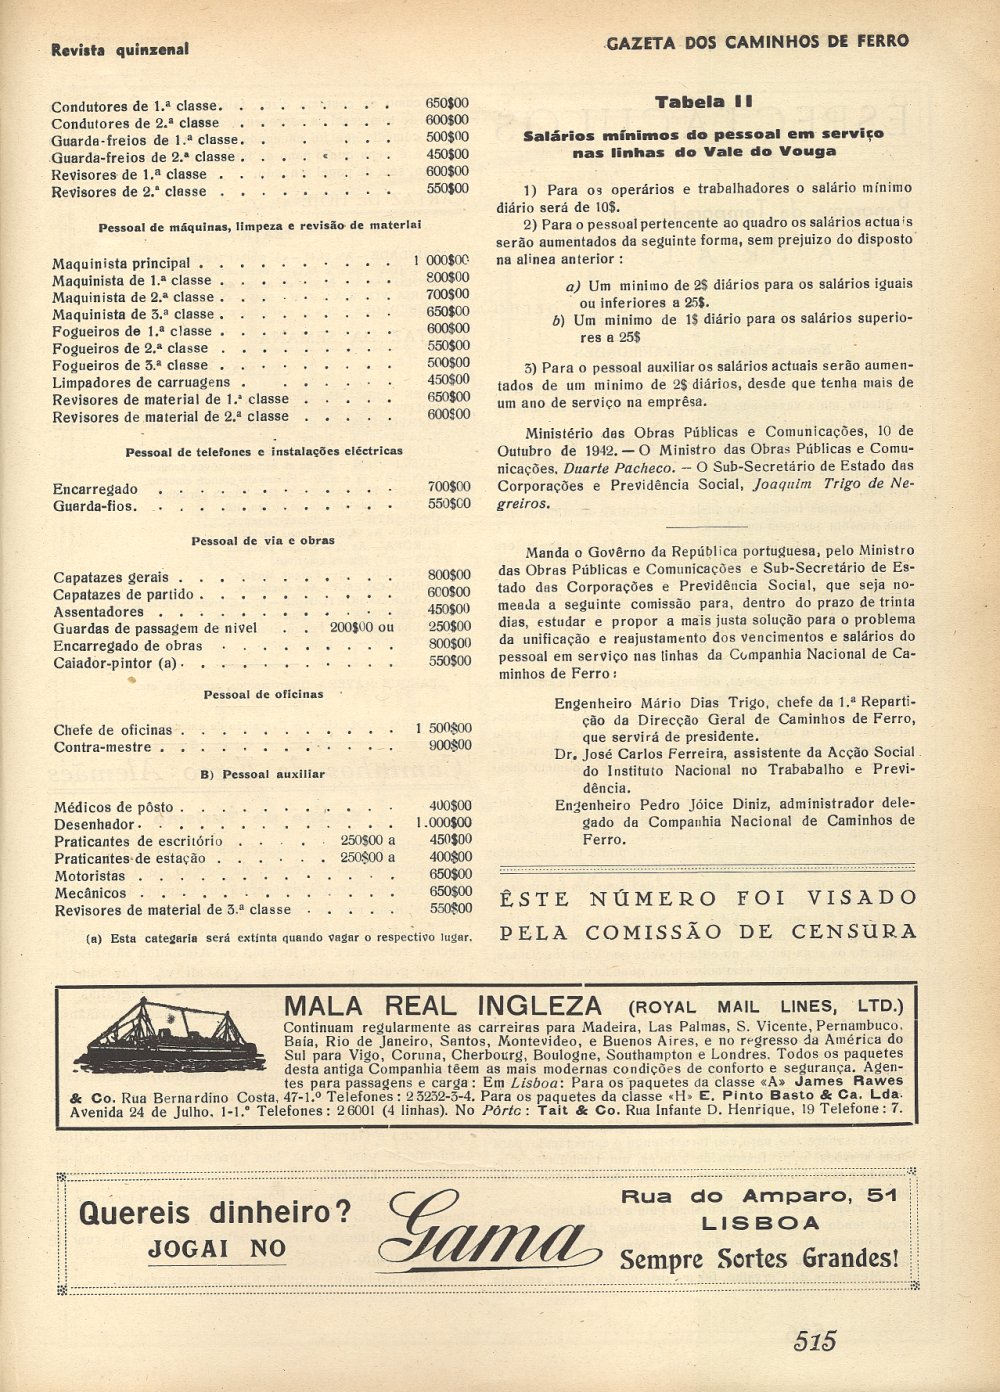 Revista quinzenal
GAZETA DOS CAMINHOS DE FERRO
Condutores de 1.ª classe. . . . . . . . . 650$00
Condutores de 2.ª classe . . . . . . . . 600$00
Guarda-freios de 1.ª classe. . . . . . . 500$00
Guarda-freios de 2.ª classe . . . . . . . 450$00
Revisores de 1.ª classe . . . . . . . . . 600$00
Revisores de 2.ª classe . . . . . . . . . 550$00
Pessoal de máquinas, limpeza e revisão de material
Maquinista principal . . . . . . . . . . 1 000$00
Maquinista de 1.ª classe . . . . . . . . . 800$00
Maquinista de 2.ª classe . . . . . . . . . 700$00
Maquinista de 3.ª classe . . . . . . . . . 650$00
Fogueiros de 1.ª classe . . . . . . . . . 600$00
Fogueiros de 2.ª classe . . . . . . . . . 550$00
Fogueiros de 3.ª classe . . . . . . . . . 500$00
Limpadores de carruagens . . . . . . . 450$00
Revisores de material de 1.ª classe . . . . . 650$00
Revisores de material de 2.ª classe . . . . . 600$00
Pessoal de telefones e instalações eléctricas
Encarregado . . . . . . . . . . . . 700$00
Guarda-fios. . . . . . . . . . . . . 550$00
Pessoal de via e obras
Capatazes gerais . . . . . . . . . . . 800$00
Capatazes de partido . . . . . . . . . . 600$00
Assentadores . . . . . . . . . . . . 450$00
Guardas de passagem de nivel . . 200$00 ou 250$00
Encarregado de obras . . . . . . . . . 800$00
Caiador-pintor (a) . . . . . . . . . . . 550$00
Pessoal de oficinas
Chefe de oficinas . . . . . . . . . . . 1 500$00
Contra-mestre . . . . . . . . . . . . 900$00
B) Pessoal auxiliar
Médicos de pôsto . . . . . . . . . . . 400$00
Desenhador . . . . . . . . . . . . . 1.000$00
Praticantes de escritório . . . . 250$00 a 450$00
Praticantes de estação . . . . . . 250$00 a 400$00
Motoristas . . . . . . . . . . . . . 650$00
Mecânicos . . . . . . . . . . . . . 650$00
Revisores de material de 3.ª classe . . . . . 550$00
(a) Esta categaria será extinta quando vagar o respectivo lugar.
Tabela II
Salários mínimos do pessoal em serviço
nas linhas do Vale do Vouga
1) Para os operários e trabalhadores o salário mínimo
diário será de 10$.
2) Para o pessoal pertencente ao quadro os salários actuais
serão aumentados da seguinte forma, sem prejuizo do disposto
na alinea anterior :
a) Um minimo de 2$ diários para os salários iguais
ou inferiores a 25$.
b) Um minimo de 1$ diário para os salários superio-
res a 25$
3) Para o pessoal auxiliar os salários actuais serão aumen-
tados de um minimo de 2$ diários, desde que tenha mais de
um ano de serviço na emprêsa.
Ministério das Obras Públicas e Comunicações, 10 de
Outubro de 1942. — O Ministro das Obras Públicas e Comu-
nicações, Duarte Pacheco. — O Sub-Secretário de Estado das
Corporações e Previdência Social, Joaquim Trigo de Ne-
greiros.
Manda o Govêrno da República portuguesa, pelo Ministro
das Obras Públicas e Comunicações e Sub-Secretário de Es-
tado das Corporações e Previdência Social, que seja no-
meada a seguinte comissão para, dentro do prazo de trinta
dias, estudar e propor a mais justa solução para o problema
da unificação e reajustamento dos vencimentos e salários do
pessoal em serviço nas linhas da Companhia Nacional de Ca-
minhos de Ferro :
Engenheiro Mário Dias Trigo, chefe da 1.ª Reparti-
ção da Direcção Geral de Caminhos de Ferro,
que servirá de presidente.
Dr. José Carlos Ferreira, assistente da Acção Social
do Instituto Nacional no Trababalho e Previ-
dência.
Engenheiro Pedro Jóice Diniz, administrador dele-
gado da Companhia Nacional de Caminhos de
Ferro.
ÊSTE NÚMERO FOI VISADO
PELA COMISSÃO DE CENSURA
MALA REAL INGLEZA (ROYAL MAIL LINES, LTD.)
Continuam regularmente as carreiras para Madeira, Las Palmas, S. Vicente, Pernambuco,
Baía, Rio de Janeiro, Santos, Montevideo, e Buenos Aires, e no regresso da América do
Sul para Vigo, Coruna, Cherbourg, Boulogne, Southampton e Londres. Todos os paquetes
desta antiga Companhia têem as mais modernas condições de conforto e segurança. Agen-
tes para passagens e carga : Em Lisboa: Para os paquetes da classe «A» James Rawes
& Co. Rua Bernardino Costa, 47-1.º Telefones : 23232-3-4. Para os paquetes da classe «H» E. Pinto Basto & Ca. Lda.
Avenida 24 de Julho, 1-1.º Telefones : 26001 (4 linhas). No Pôrto : Tait & Co. Rua Infante D. Henrique, 19 Telefone : 7.
Quereis dinheiro?
JOGAI NO
Gama
Rua do Amparo, 51
LISBOA
Sempre Sortes Grandes!
515